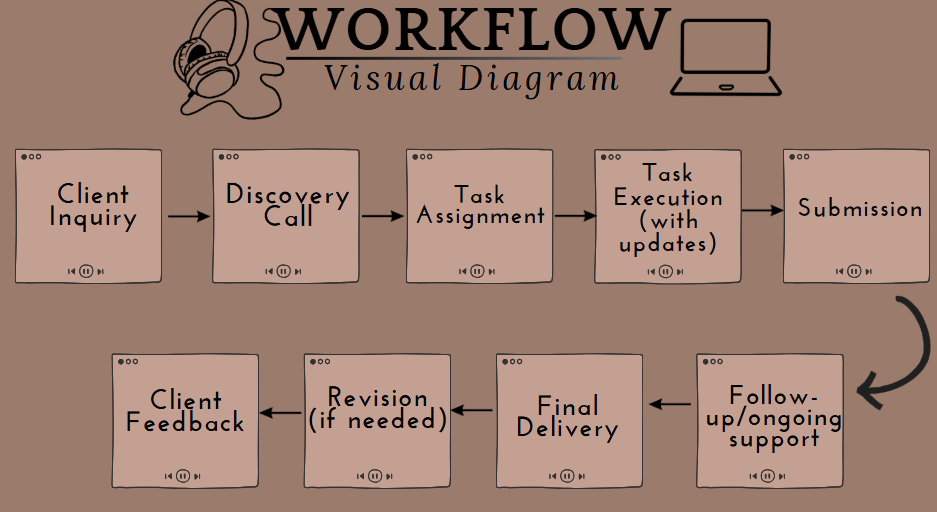 WORKFLOW
Visual Diagram
Client
Inquiry
Discovery
Call
Task
Assignment
Task
Execution
(with
updates)
Submission
Follow-
up/ongoing
support
Final
Delivery
Revision
(if needed)
Client
Feedback